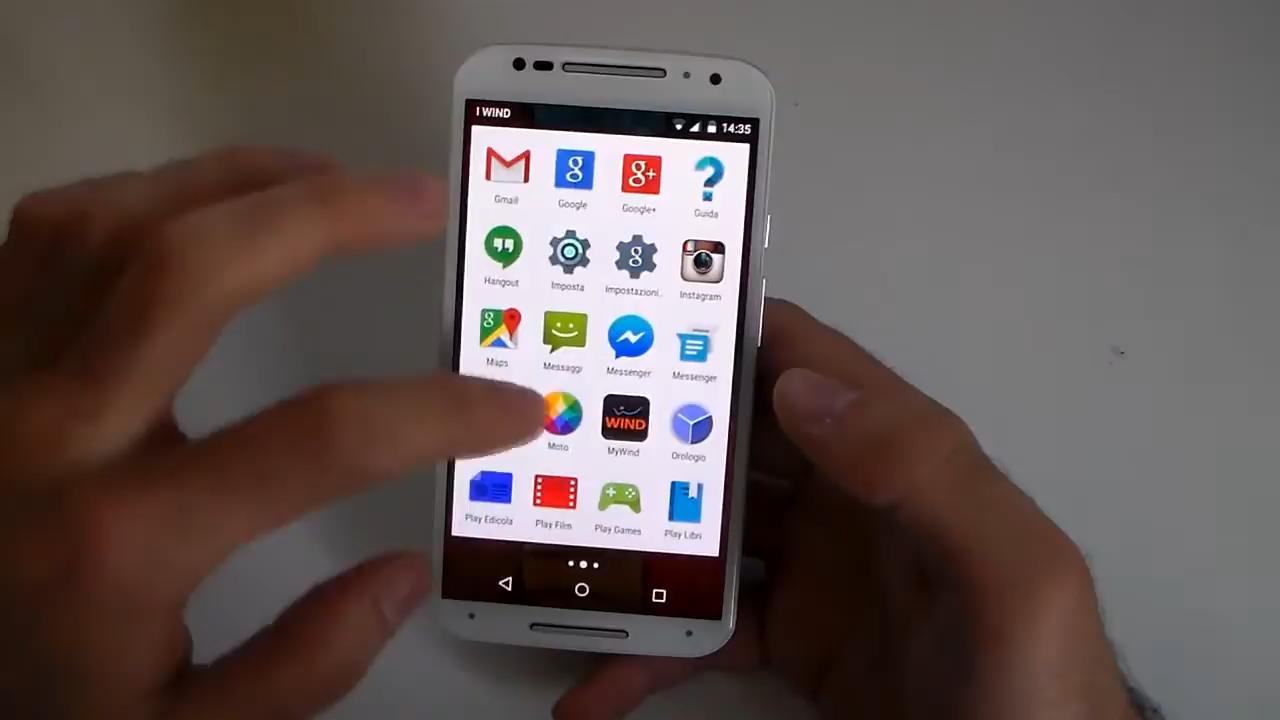 I WIND 14:35
Gmail Google Google+ Guida
Hangout Imposta Impostazioni.. Instagram
Maps Messaggi Messenger Messenger
Moto MyWind Orologio
WIND
Play Edicola Play Film Play Games Play Libri